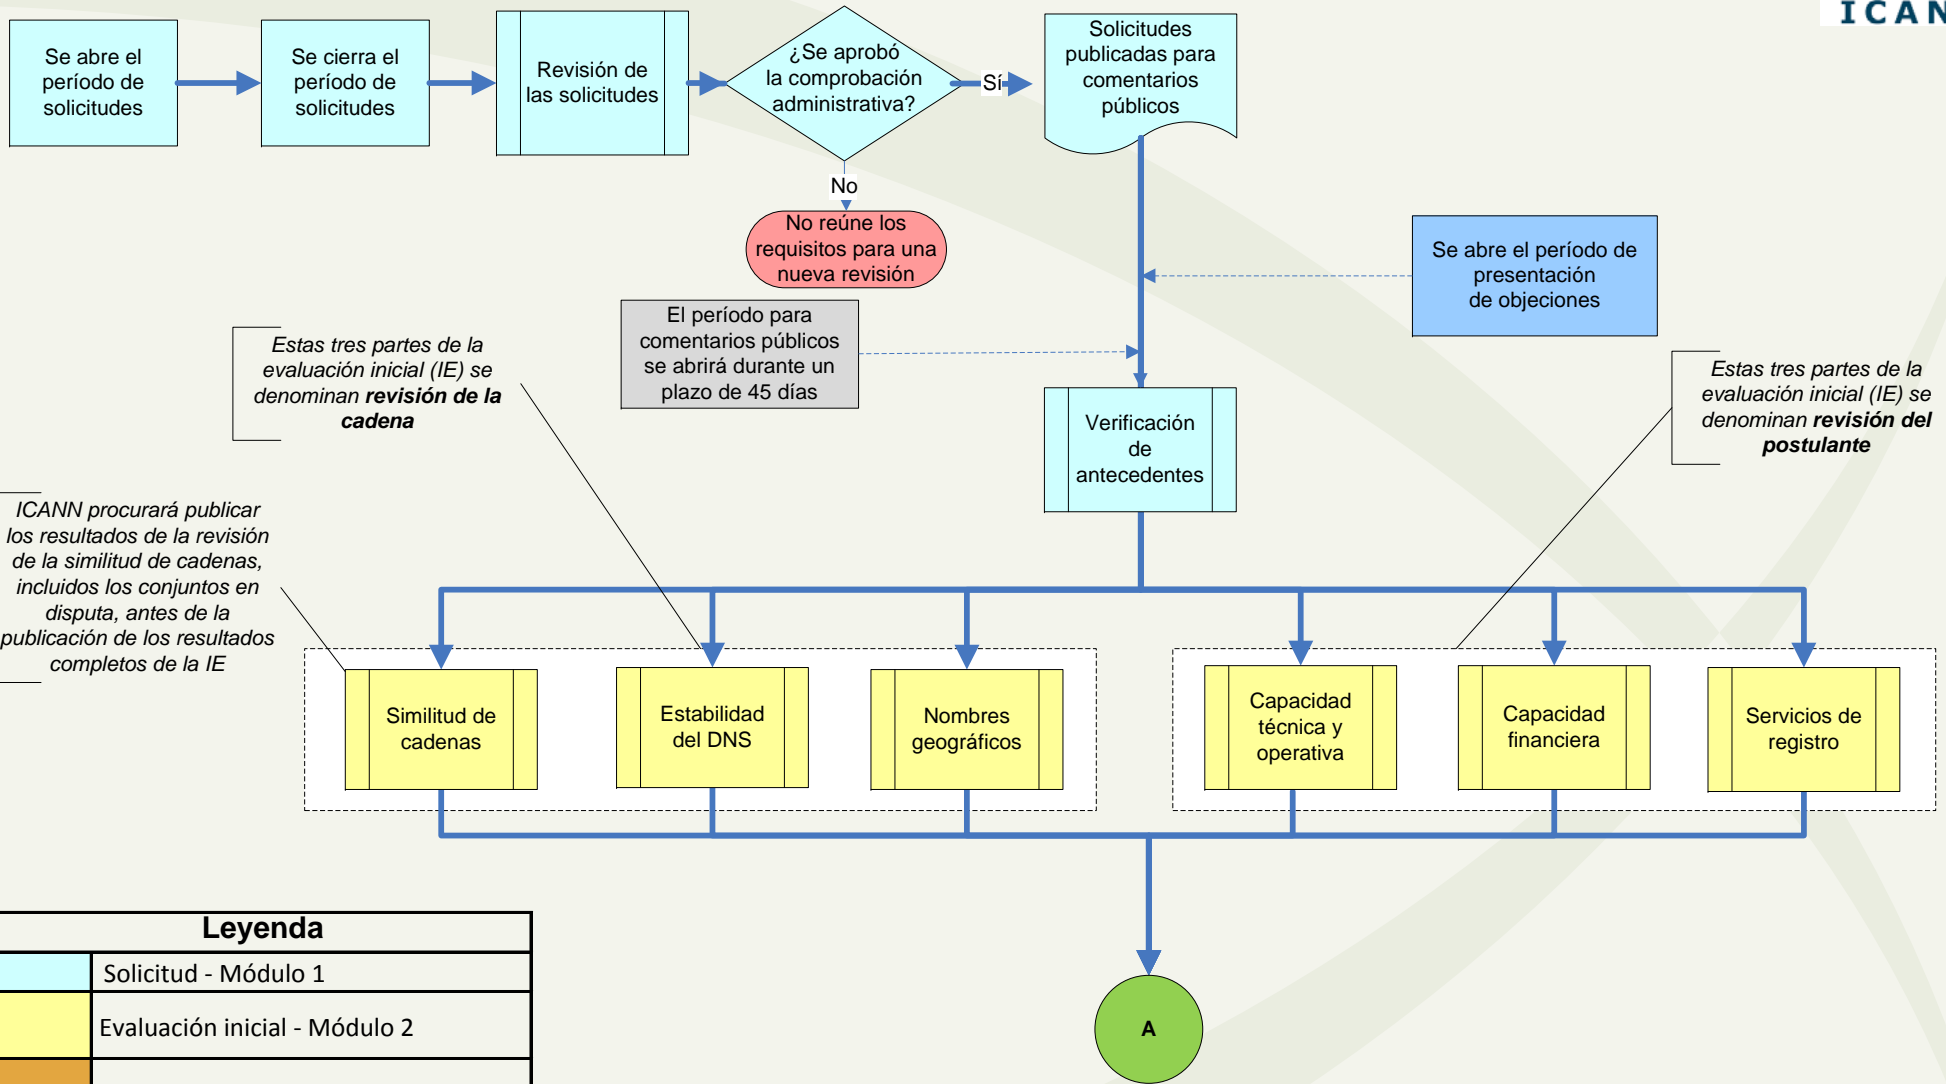 ICAN
Se abre el
período de
solicitudes
Se cierra el
período de
solicitudes
Revisión de
las solicitudes
¿Se aprobó
la comprobación
administrativa?
Sí
Solicitudes
publicadas para
comentarios
públicos
No
No reúne los
requisitos para una
nueva revisión
Se abre el período de
presentación
de objeciones
El período para
comentarios públicos
se abrirá durante un
plazo de 45 días
Estas tres partes de la
evaluación inicial (IE) se
denominan revisión de la
cadena
Estas tres partes de la
evaluación inicial (IE) se
denominan revisión del
postulante
Verificación
de
antecedentes
ICANN procurará publicar
los resultados de la revisión
de la similitud de cadenas,
incluidos los conjuntos en
disputa, antes de la
publicación de los resultados
completos de la IE
Similitud de
cadenas
Estabilidad
del DNS
Nombres
geográficos
Capacidad
técnica y
operativa
Capacidad
financiera
Servicios de
registro
A
Leyenda
Solicitud - Módulo 1
Evaluación inicial - Módulo 2